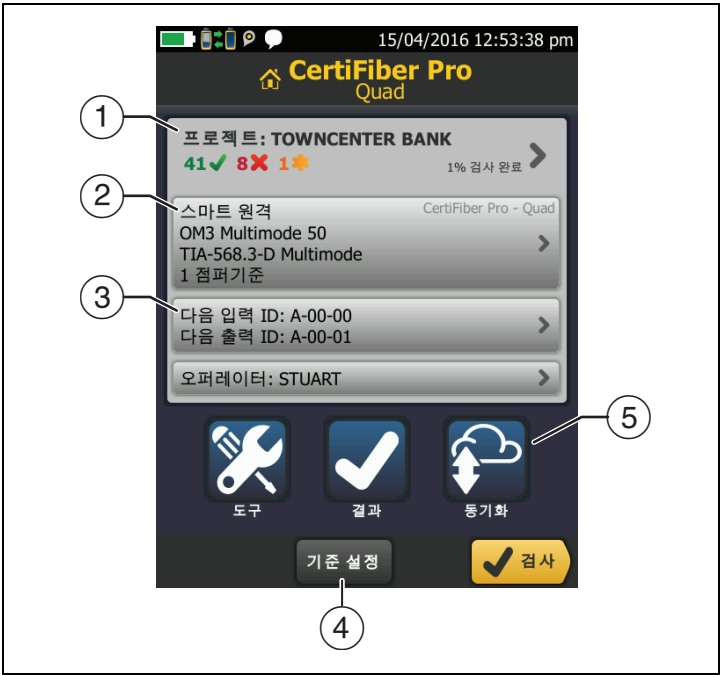 15/04/2016 12:53:38 pm
CertiFiber Pro
Quad
1
프로젝트: TOWNCENTER BANK
41 8 1
1% 검사 완료
2
스마트 원격
CertiFiber Pro - Quad
OM3 Multimode 50
TIA-568.3-D Multimode
1 점퍼기준
3
다음 입력 ID: A-00-00
다음 출력 ID: A-00-01
오퍼레이터: STUART
5
도구
결과
동기화
기준 설정
검사
4